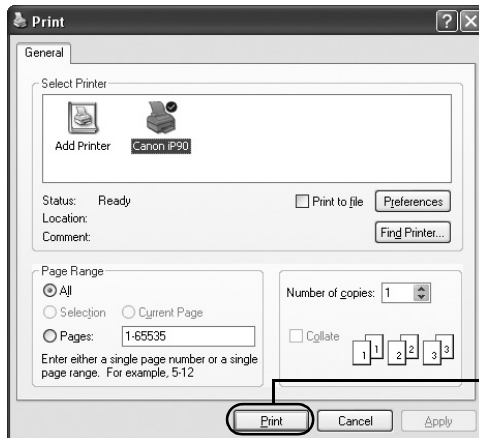 Print
General
Select Printer
Add Printer
Canon iP90
Status: Ready
Location:
Comment:
Print to file
Preferences
Find Printer...
Page Range
All
Selection
Current Page
Pages: 1-65535
Enter either a single page number or a single
page range. For example, 5-12
Number of copies: 1
Collate
1 1 2 2 3 3
Print
Cancel
Apply